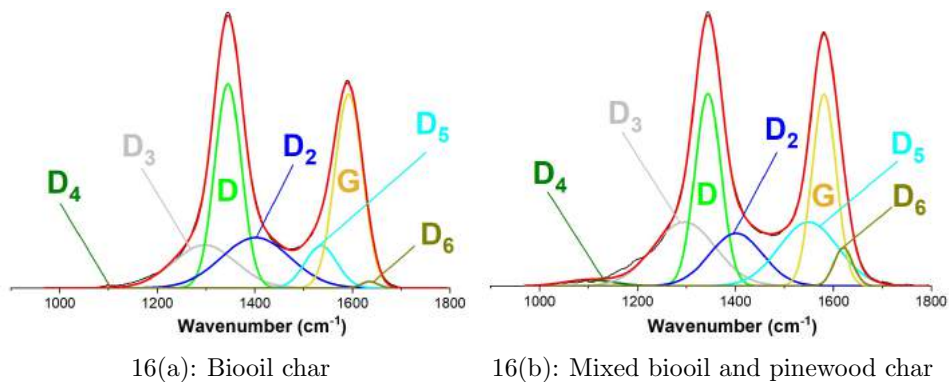 D₄ D₃ D D₂ G D₅ D₆
1000 1200 1400 1600 1800
Wavenumber (cm⁻¹)
16(a): Biooil char
D₄ D₃ D D₂ G D₅ D₆
1000 1200 1400 1600 1800
Wavenumber (cm⁻¹)
16(b): Mixed biooil and pinewood char